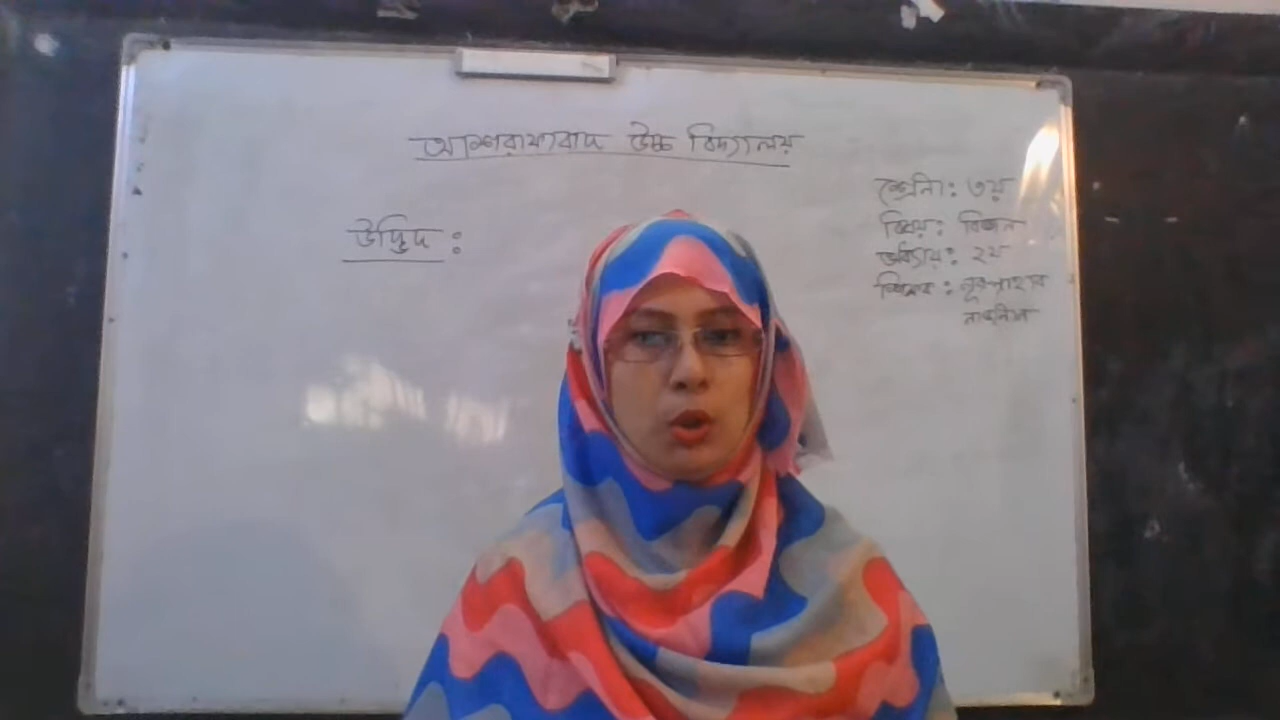 আশরাফাবাদ উচ্চ বিদ্যালয়
শ্রেনী: ৩য়
উদ্ভিদ :
বিষয়: বিজ্ঞান
অধ্যায়: ২য়
শিক্ষক : নূরুন্নাহার